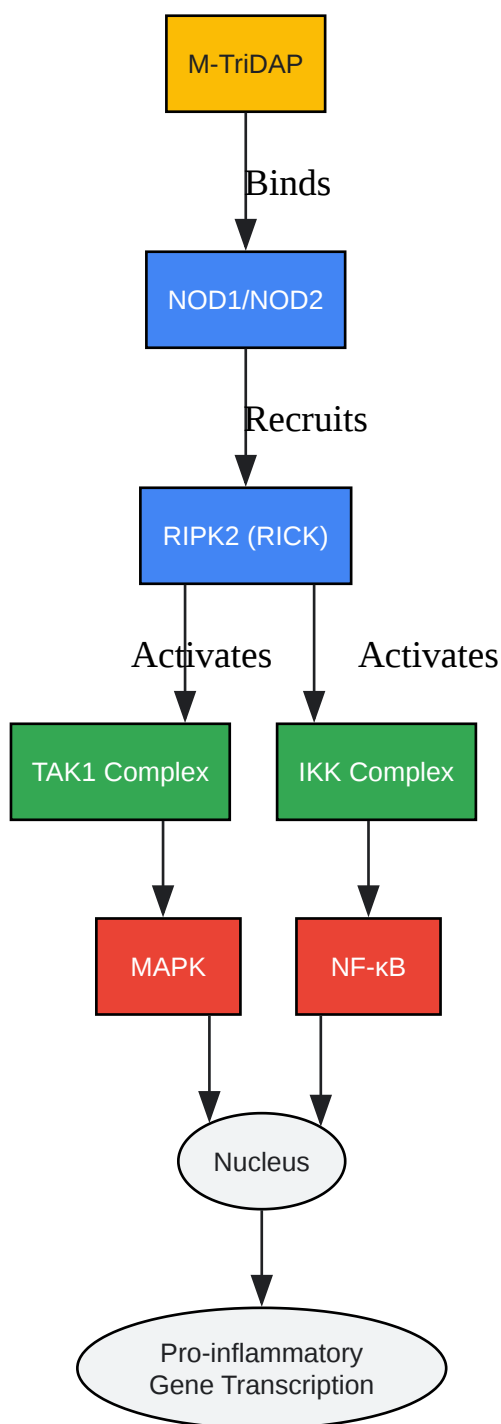 M-TriDAP
Binds
NOD1/NOD2
Recruits
RIPK2 (RICK)
Activates
Activates
TAK1 Complex
IKK Complex
MAPK
NF-κB
Nucleus
Pro-inflammatory
Gene Transcription